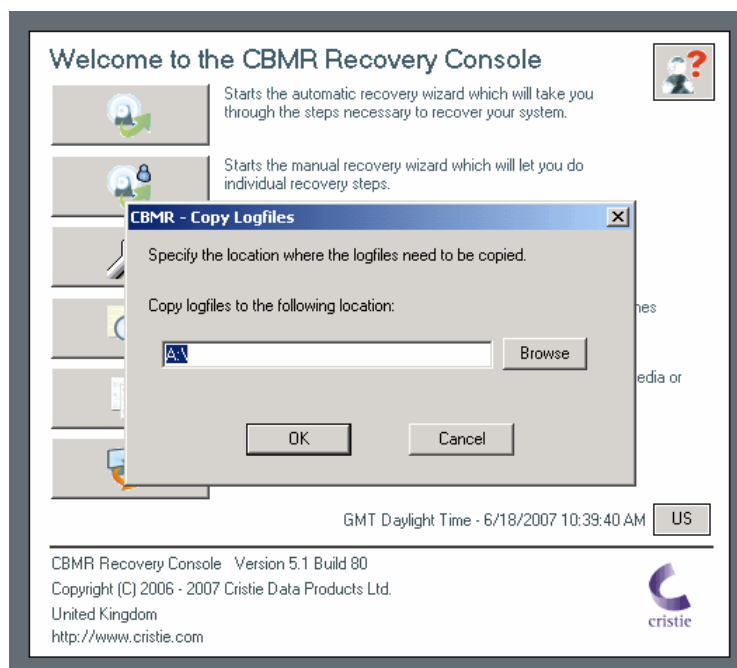 Welcome to the CBMR Recovery Console
?
Starts the automatic recovery wizard which will take you
through the steps necessary to recover your system.
Starts the manual recovery wizard which will let you do
individual recovery steps.
CBMR - Copy Logfiles
Specify the location where the logfiles need to be copied.
Copy logfiles to the following location:
A:\
Browse
edia or
OK
Cancel
GMT Daylight Time - 6/18/2007 10:39:40 AM
US
CBMR Recovery Console Version 5.1 Build 80
Copyright (C) 2006 - 2007 Cristie Data Products Ltd.
United Kingdom
http://www.cristie.com
cristie